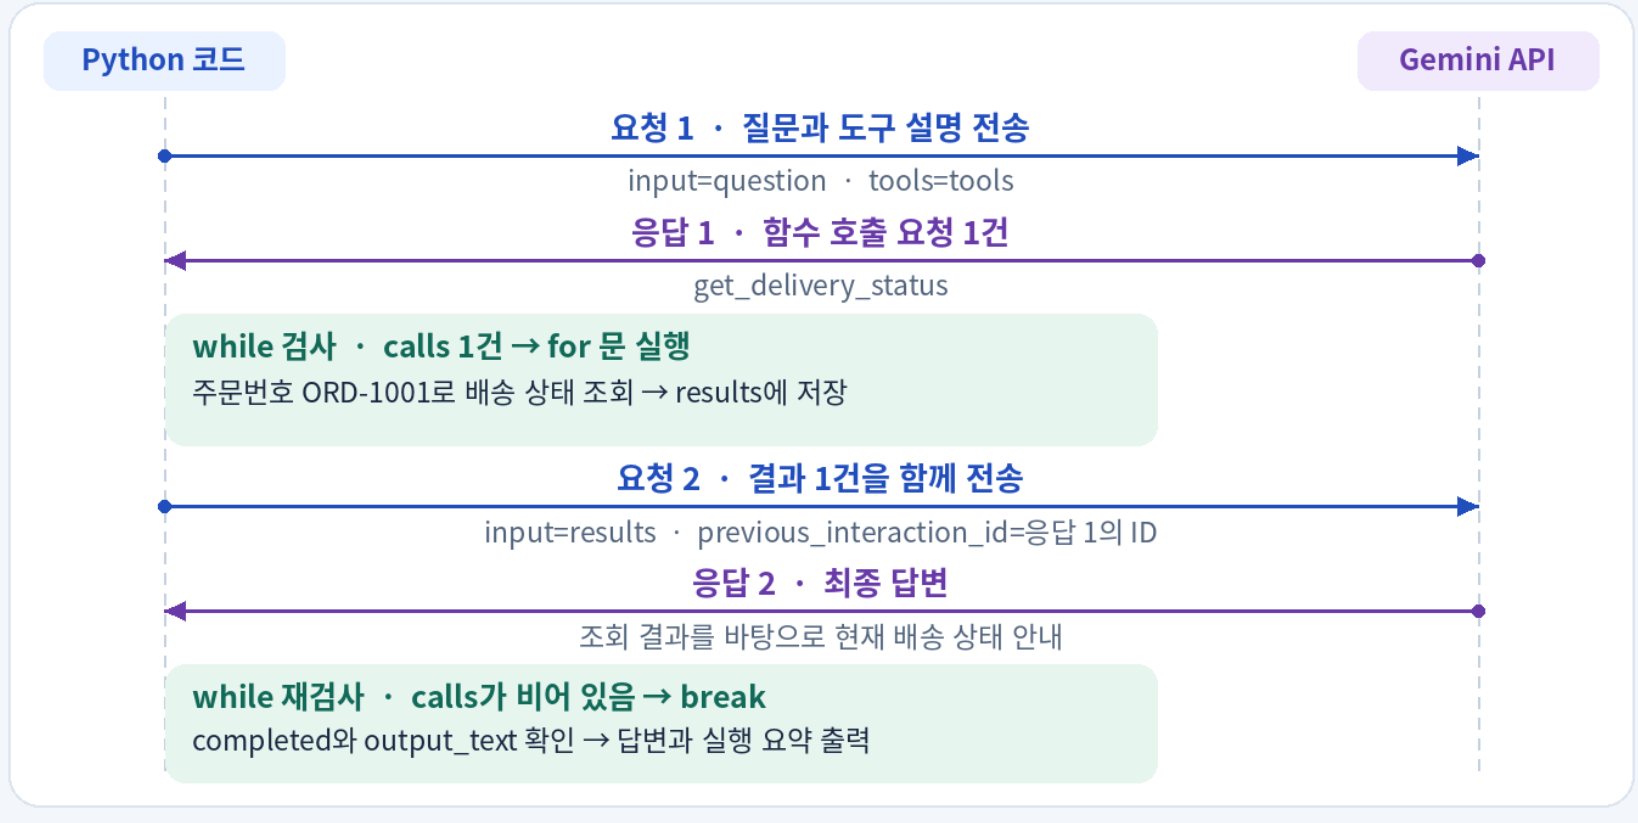 Python 코드
Gemini API
요청 1 · 질문과 도구 설명 전송
input=question · tools=tools
응답 1 · 함수 호출 요청 1건
get_delivery_status
while 검사 · calls 1건 → for 문 실행
주문번호 ORD-1001로 배송 상태 조회 → results에 저장
요청 2 · 결과 1건을 함께 전송
input=results · previous_interaction_id=응답 1의 ID
응답 2 · 최종 답변
조회 결과를 바탕으로 현재 배송 상태 안내
while 재검사 · calls가 비어 있음 → break
completed와 output_text 확인 → 답변과 실행 요약 출력